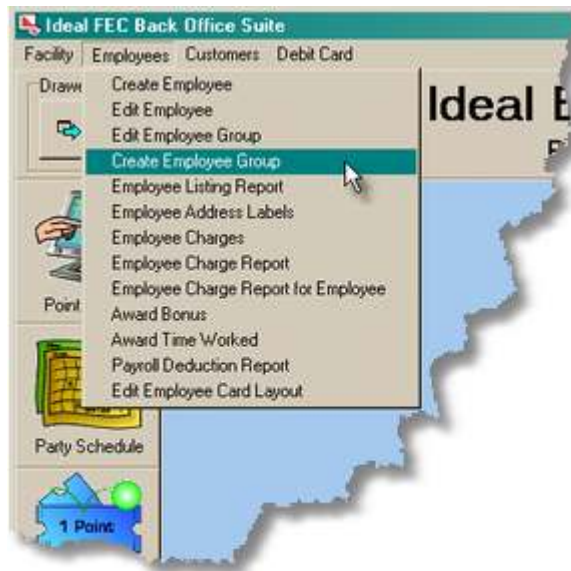 Ideal FEC Back Office Suite
Facility Employees Customers Debit Card
Create Employee
Edit Employee
Edit Employee Group
Create Employee Group
Employee Listing Report
Employee Address Labels
Employee Charges
Employee Charge Report
Employee Charge Report for Employee
Award Bonus
Award Time Worked
Payroll Deduction Report
Edit Employee Card Layout
Ideal
Point
Party Schedule
1 Point